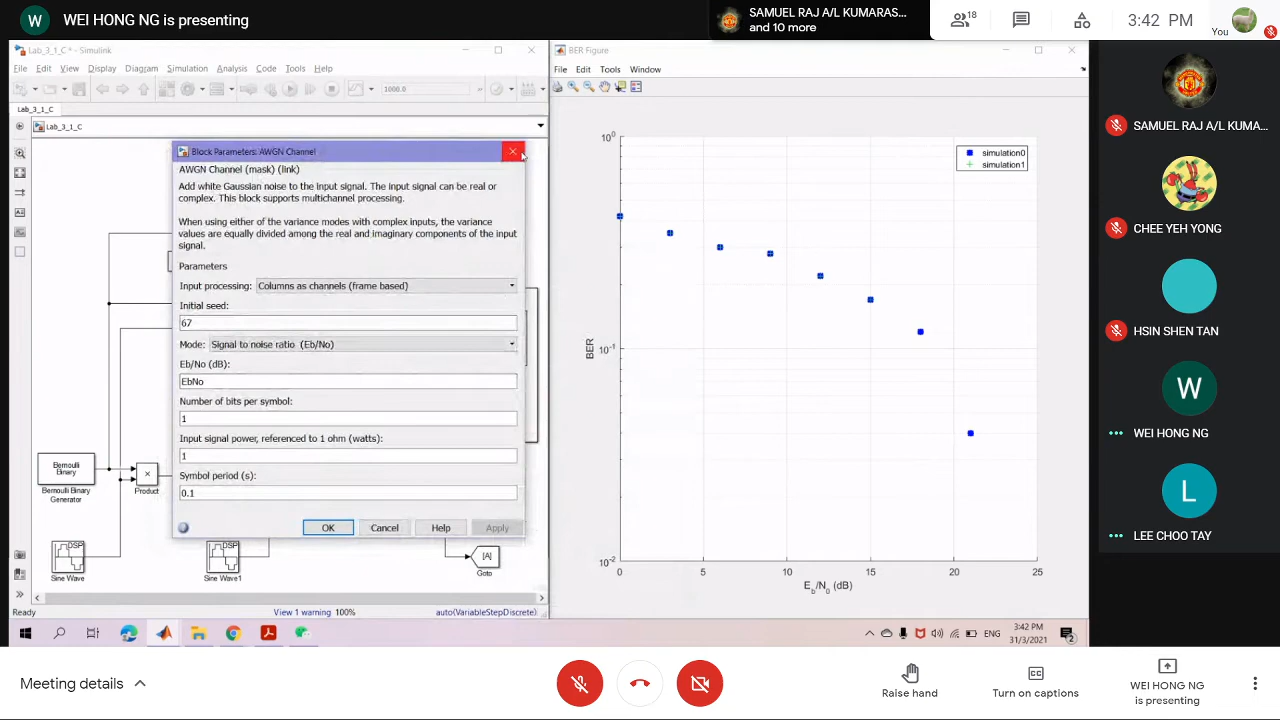 W WEI HONG NG is presenting
SAMUEL RAJ A/L KUMARAS...
and 10 more
18
3:42 PM
You
Lab_3_1_C * - Simulink
File Edit View Display Diagram Simulation Analysis Code Tools Help
1000.0
Lab_3_1_C
Lab_3_1_C
Block Parameters: AWGN Channel
AWGN Channel (mask) (link)
Add white Gaussian noise to the input signal. The input signal can be real or
complex. This block supports multichannel processing.
When using either of the variance modes with complex inputs, the variance
values are equally divided among the real and imaginary components of the input
signal.
Parameters
Input processing: Columns as channels (frame based)
Initial seed:
67
Mode: Signal to noise ratio (Eb/No)
Eb/No (dB):
EbNo
Number of bits per symbol:
1
Input signal power, referenced to 1 ohm (watts):
1
Symbol period (s):
0.1
OK Cancel Help Apply
Bernoulli
Binary
Bernoulli Binary
Generator
×
Product
DSP
Sine Wave
DSP
Sine Wave1
[A]
Goto
Ready View 1 warning 100% auto(VariableStepDiscrete)
BER Figure
File Edit Tools Window
simulation0
simulation1
10⁰
10⁻¹
10⁻²
BER
0 5 10 15 20 25
E_b/N_0 (dB)
ENG
3:42 PM
31/3/2021
2
SAMUEL RAJ A/L KUMA...
CHEE YEH YONG
HSIN SHEN TAN
W
WEI HONG NG
L
LEE CHOO TAY
Meeting details
Raise hand
Turn on captions
WEI HONG NG
is presenting